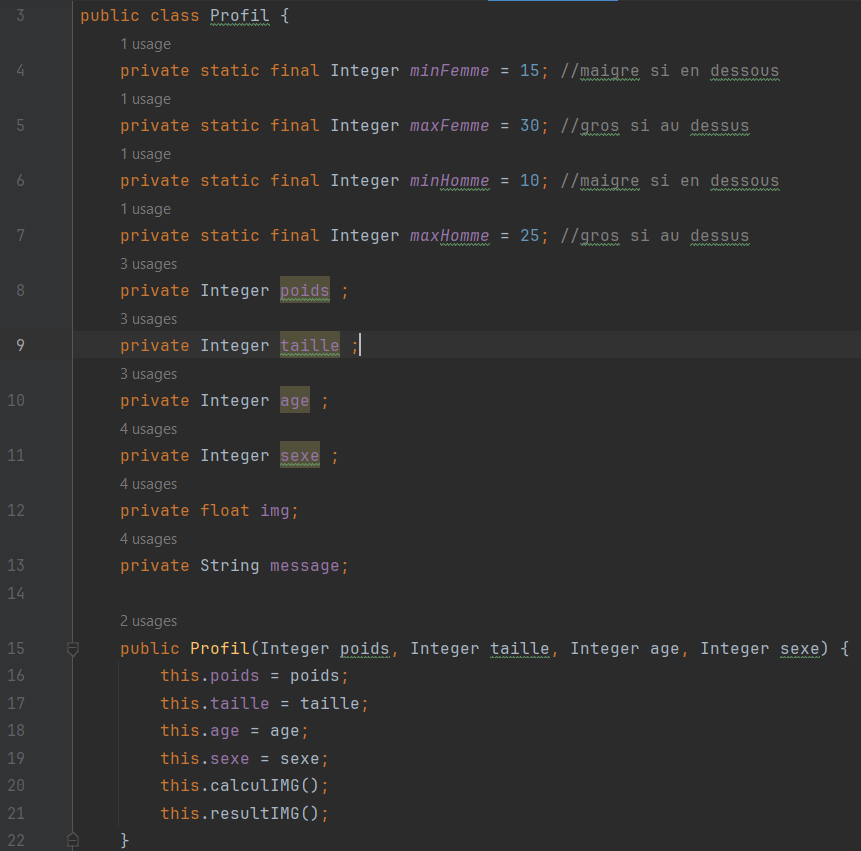 3 public class Profil {
1 usage
4 private static final Integer minFemme = 15; //maigre si en dessous
1 usage
5 private static final Integer maxFemme = 30; //gros si au dessus
1 usage
6 private static final Integer minHomme = 10; //maigre si en dessous
1 usage
7 private static final Integer maxHomme = 25; //gros si au dessus
3 usages
8 private Integer poids ;
3 usages
9 private Integer taille ;
3 usages
10 private Integer age ;
4 usages
11 private Integer sexe ;
4 usages
12 private float img;
4 usages
13 private String message;
14
2 usages
15 public Profil(Integer poids, Integer taille, Integer age, Integer sexe) {
16 this.poids = poids;
17 this.taille = taille;
18 this.age = age;
19 this.sexe = sexe;
20 this.calculIMG();
21 this.resultIMG();
22 }